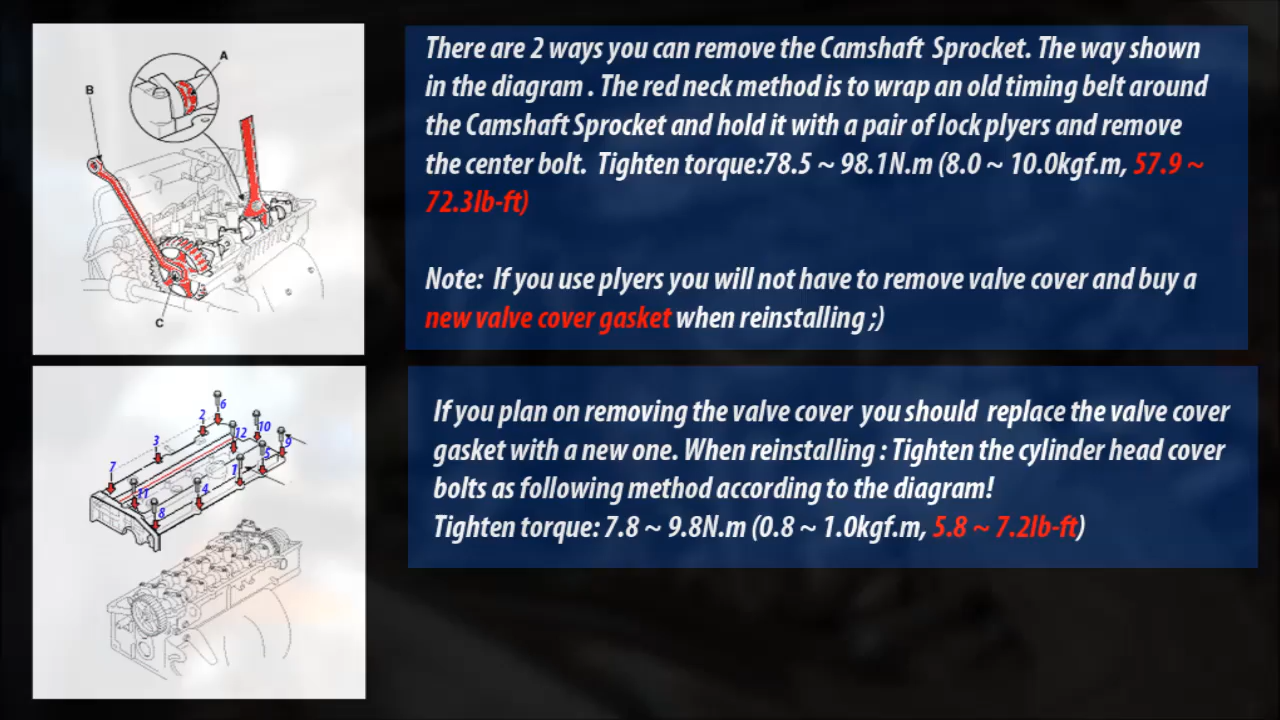 A
B
C
There are 2 ways you can remove the Camshaft Sprocket. The way shown
in the diagram . The red neck method is to wrap an old timing belt around
the Camshaft Sprocket and hold it with a pair of lock plyers and remove
the center bolt. Tighten torque:78.5 ~ 98.1N.m (8.0 ~ 10.0kgf.m, 57.9 ~
72.3lb-ft)
Note: If you use plyers you will not have to remove valve cover and buy a
new valve cover gasket when reinstalling ;)
6
2
10
12
3
9
5
7
1
11
4
8
If you plan on removing the valve cover you should replace the valve cover
gasket with a new one. When reinstalling : Tighten the cylinder head cover
bolts as following method according to the diagram!
Tighten torque: 7.8 ~ 9.8N.m (0.8 ~ 1.0kgf.m, 5.8 ~ 7.2lb-ft)